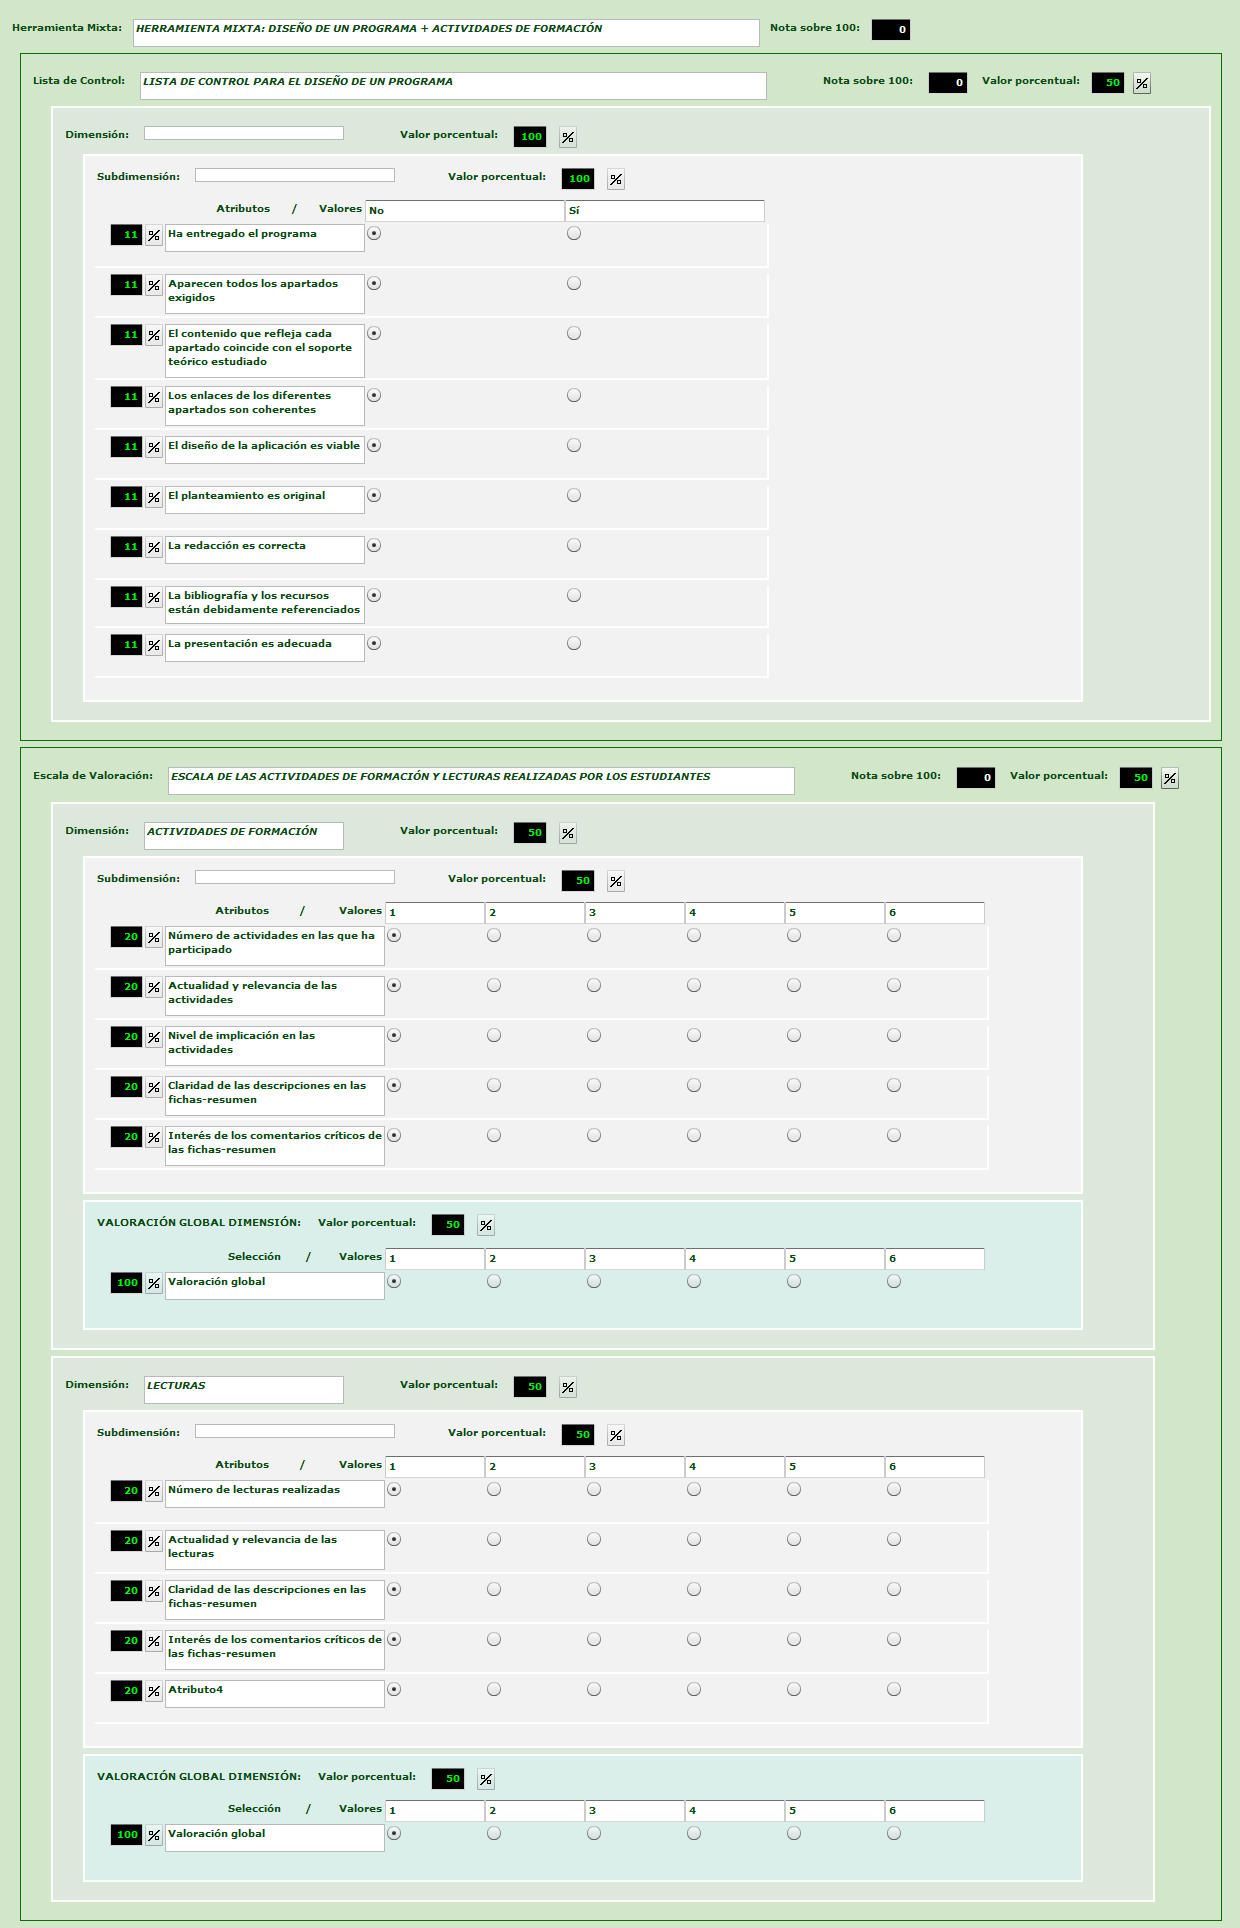 Herramienta Mixta: HERRAMIENTA MIXTA: DISEÑO DE UN PROGRAMA + ACTIVIDADES DE FORMACIÓN Nota sobre 100: 0
Lista de Control: LISTA DE CONTROL PARA EL DISEÑO DE UN PROGRAMA Nota sobre 100: 0 Valor porcentual: 50 %
Dimensión: Valor porcentual: 100 %
Subdimensión: Valor porcentual: 100 %
Atributos / Valores No Sí
11 % Ha entregado el programa
11 % Aparecen todos los apartados
exigidos
11 % El contenido que refleja cada
apartado coincide con el soporte
teórico estudiado
11 % Los enlaces de los diferentes
apartados son coherentes
11 % El diseño de la aplicación es viable
11 % El planteamiento es original
11 % La redacción es correcta
11 % La bibliografía y los recursos
están debidamente referenciados
11 % La presentación es adecuada
Escala de Valoración: ESCALA DE LAS ACTIVIDADES DE FORMACIÓN Y LECTURAS REALIZADAS POR LOS ESTUDIANTES Nota sobre 100: 0 Valor porcentual: 50 %
Dimensión: ACTIVIDADES DE FORMACIÓN Valor porcentual: 50 %
Subdimensión: Valor porcentual: 50 %
Atributos / Valores 1 2 3 4 5 6
20 % Número de actividades en las que ha
participado
20 % Actualidad y relevancia de las
actividades
20 % Nivel de implicación en las
actividades
20 % Claridad de las descripciones en las
fichas-resumen
20 % Interés de los comentarios críticos de
las fichas-resumen
VALORACIÓN GLOBAL DIMENSIÓN: Valor porcentual: 50 %
Selección / Valores 1 2 3 4 5 6
100 % Valoración global
Dimensión: LECTURAS Valor porcentual: 50 %
Subdimensión: Valor porcentual: 50 %
Atributos / Valores 1 2 3 4 5 6
20 % Número de lecturas realizadas
20 % Actualidad y relevancia de las
lecturas
20 % Claridad de las descripciones en las
fichas-resumen
20 % Interés de los comentarios críticos de
las fichas-resumen
20 % Atributo4
VALORACIÓN GLOBAL DIMENSIÓN: Valor porcentual: 50 %
Selección / Valores 1 2 3 4 5 6
100 % Valoración global